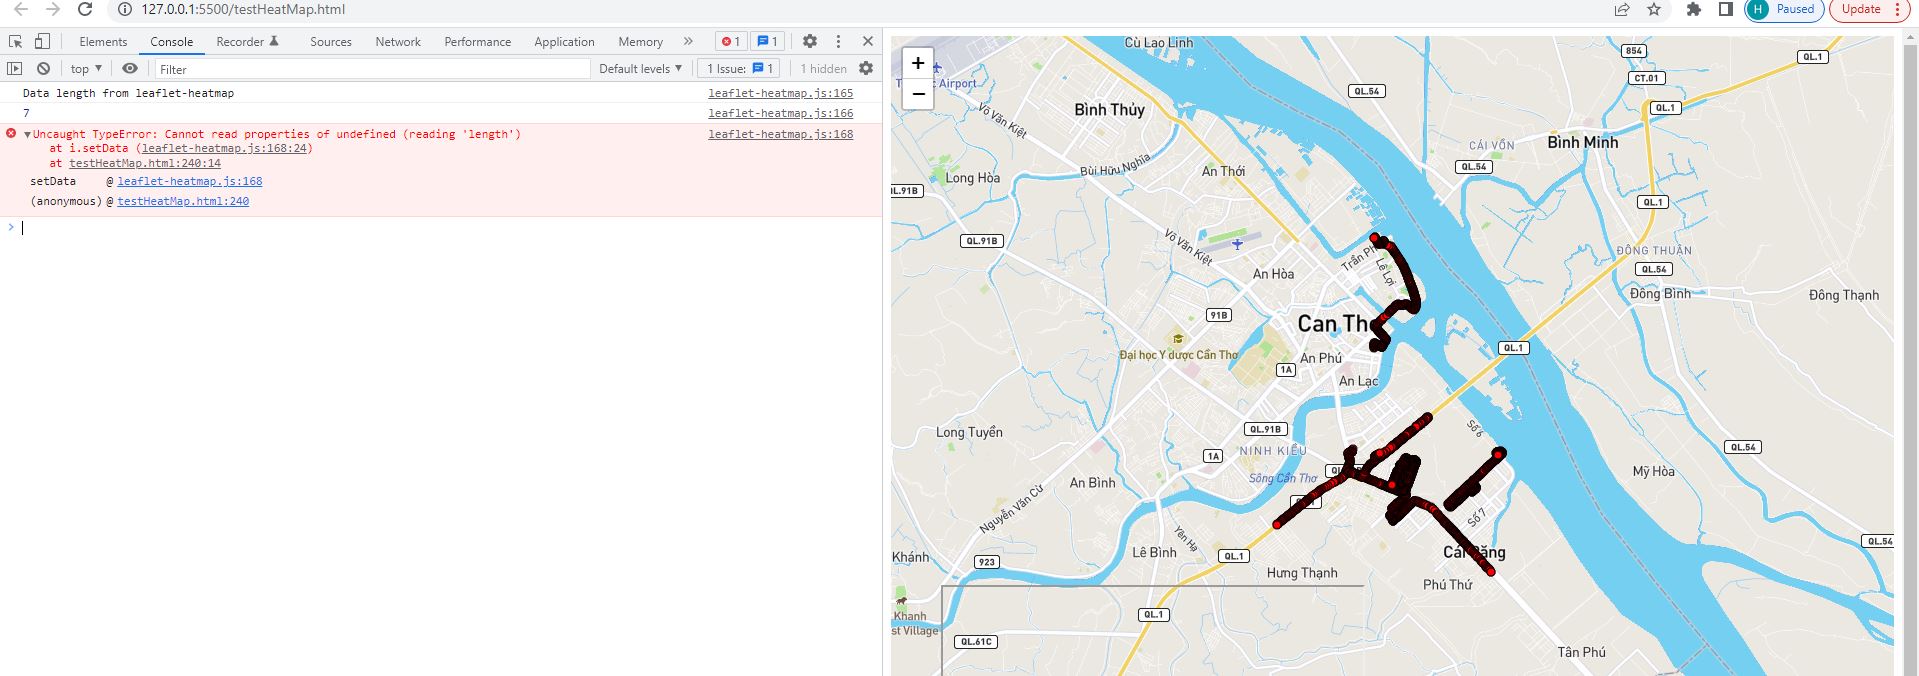 127.0.0.1:5500/testHeatMap.html
H Paused
Update
Elements Console Recorder Sources Network Performance Application Memory
1 1
top Filter Default levels 1 Issue: 1 1 hidden
Data length from leaflet-heatmap leaflet-heatmap.js:165
7 leaflet-heatmap.js:166
Uncaught TypeError: Cannot read properties of undefined (reading 'length') leaflet-heatmap.js:168
at i.setData (leaflet-heatmap.js:168:24)
at testHeatMap.html:240:14
setData @ leaflet-heatmap.js:168
(anonymous) @ testHeatMap.html:240
+
−
Airport
Cù Lao Linh
854
QL.1
CT.01
QL.54
QL.1
Bình Thủy
Võ Văn Kiệt
Bình Minh
CÁI VỒN
Bùi Hữu Nghĩa
An Thới
QL.54
Long Hòa
QL.91B
QL.1
QL.91B
Võ Văn Kiệt
Trần Ph
Lê Lợi
ĐÔNG THUẬN
An Hòa
QL.54
Đông Bình
Đông Thạnh
91B
Can Tho
Đại học Y dược Cần Thơ
An Phú
QL.1
1A
An Lạc
Long Tuyền
QL.91B
Số 6
QL.54
NINH KIỀU
1A
Sông Cần Thơ
Mỹ Hòa
An Bình
Nguyễn Văn Cừ
Số 7
Yên Hạ
QL.54
Khánh
Lê Bình
QL.1
Cái Răng
923
Hưng Thạnh
Phú Thứ
Khanh
st Village
QL.1
QL.61C
Tân Phú